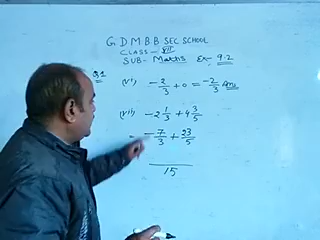 G.D M.B.B SEC SCHOOL
CLASS- VII
SUB- Maths Ex- 9.2
Q1 (vi) -2/3 + 0 = -2/3 Ans
(vii) -2 1/3 + 4 3/5
= -7/3 + 23/5
15